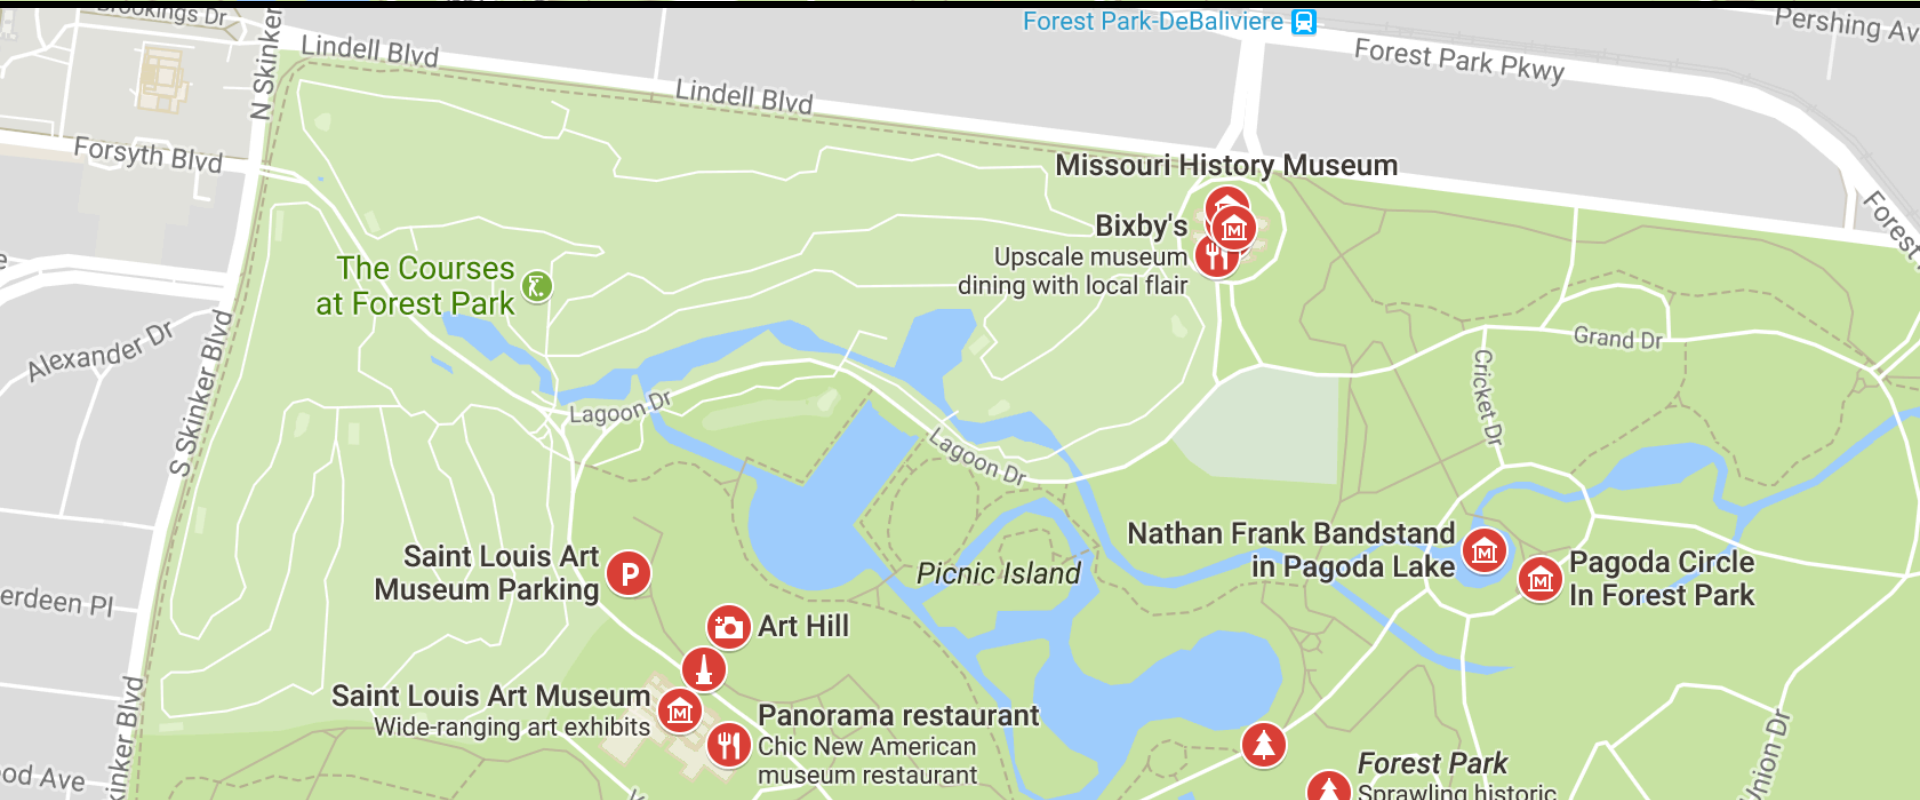 Brookings Dr
Forest Park-DeBaliviere
Pershing Av
Lindell Blvd
Forest Park Pkwy
N Skinker
Lindell Blvd
Forsyth Blvd
Missouri History Museum
Forest
Bixby's
Upscale museum
dining with local flair
The Courses
at Forest Park
Alexander Dr
S Skinker Blvd
Grand Dr
Cricket Dr
Lagoon Dr
Lagoon Dr
Nathan Frank Bandstand
in Pagoda Lake
Pagoda Circle
In Forest Park
Saint Louis Art
Museum Parking
P
Picnic Island
erdeen Pl
Art Hill
Saint Louis Art Museum
Wide-ranging art exhibits
M
M
M
M
Panorama restaurant
Chic New American
museum restaurant
Forest Park
Sprawling historic
Union Dr
kinker Blvd
od Ave